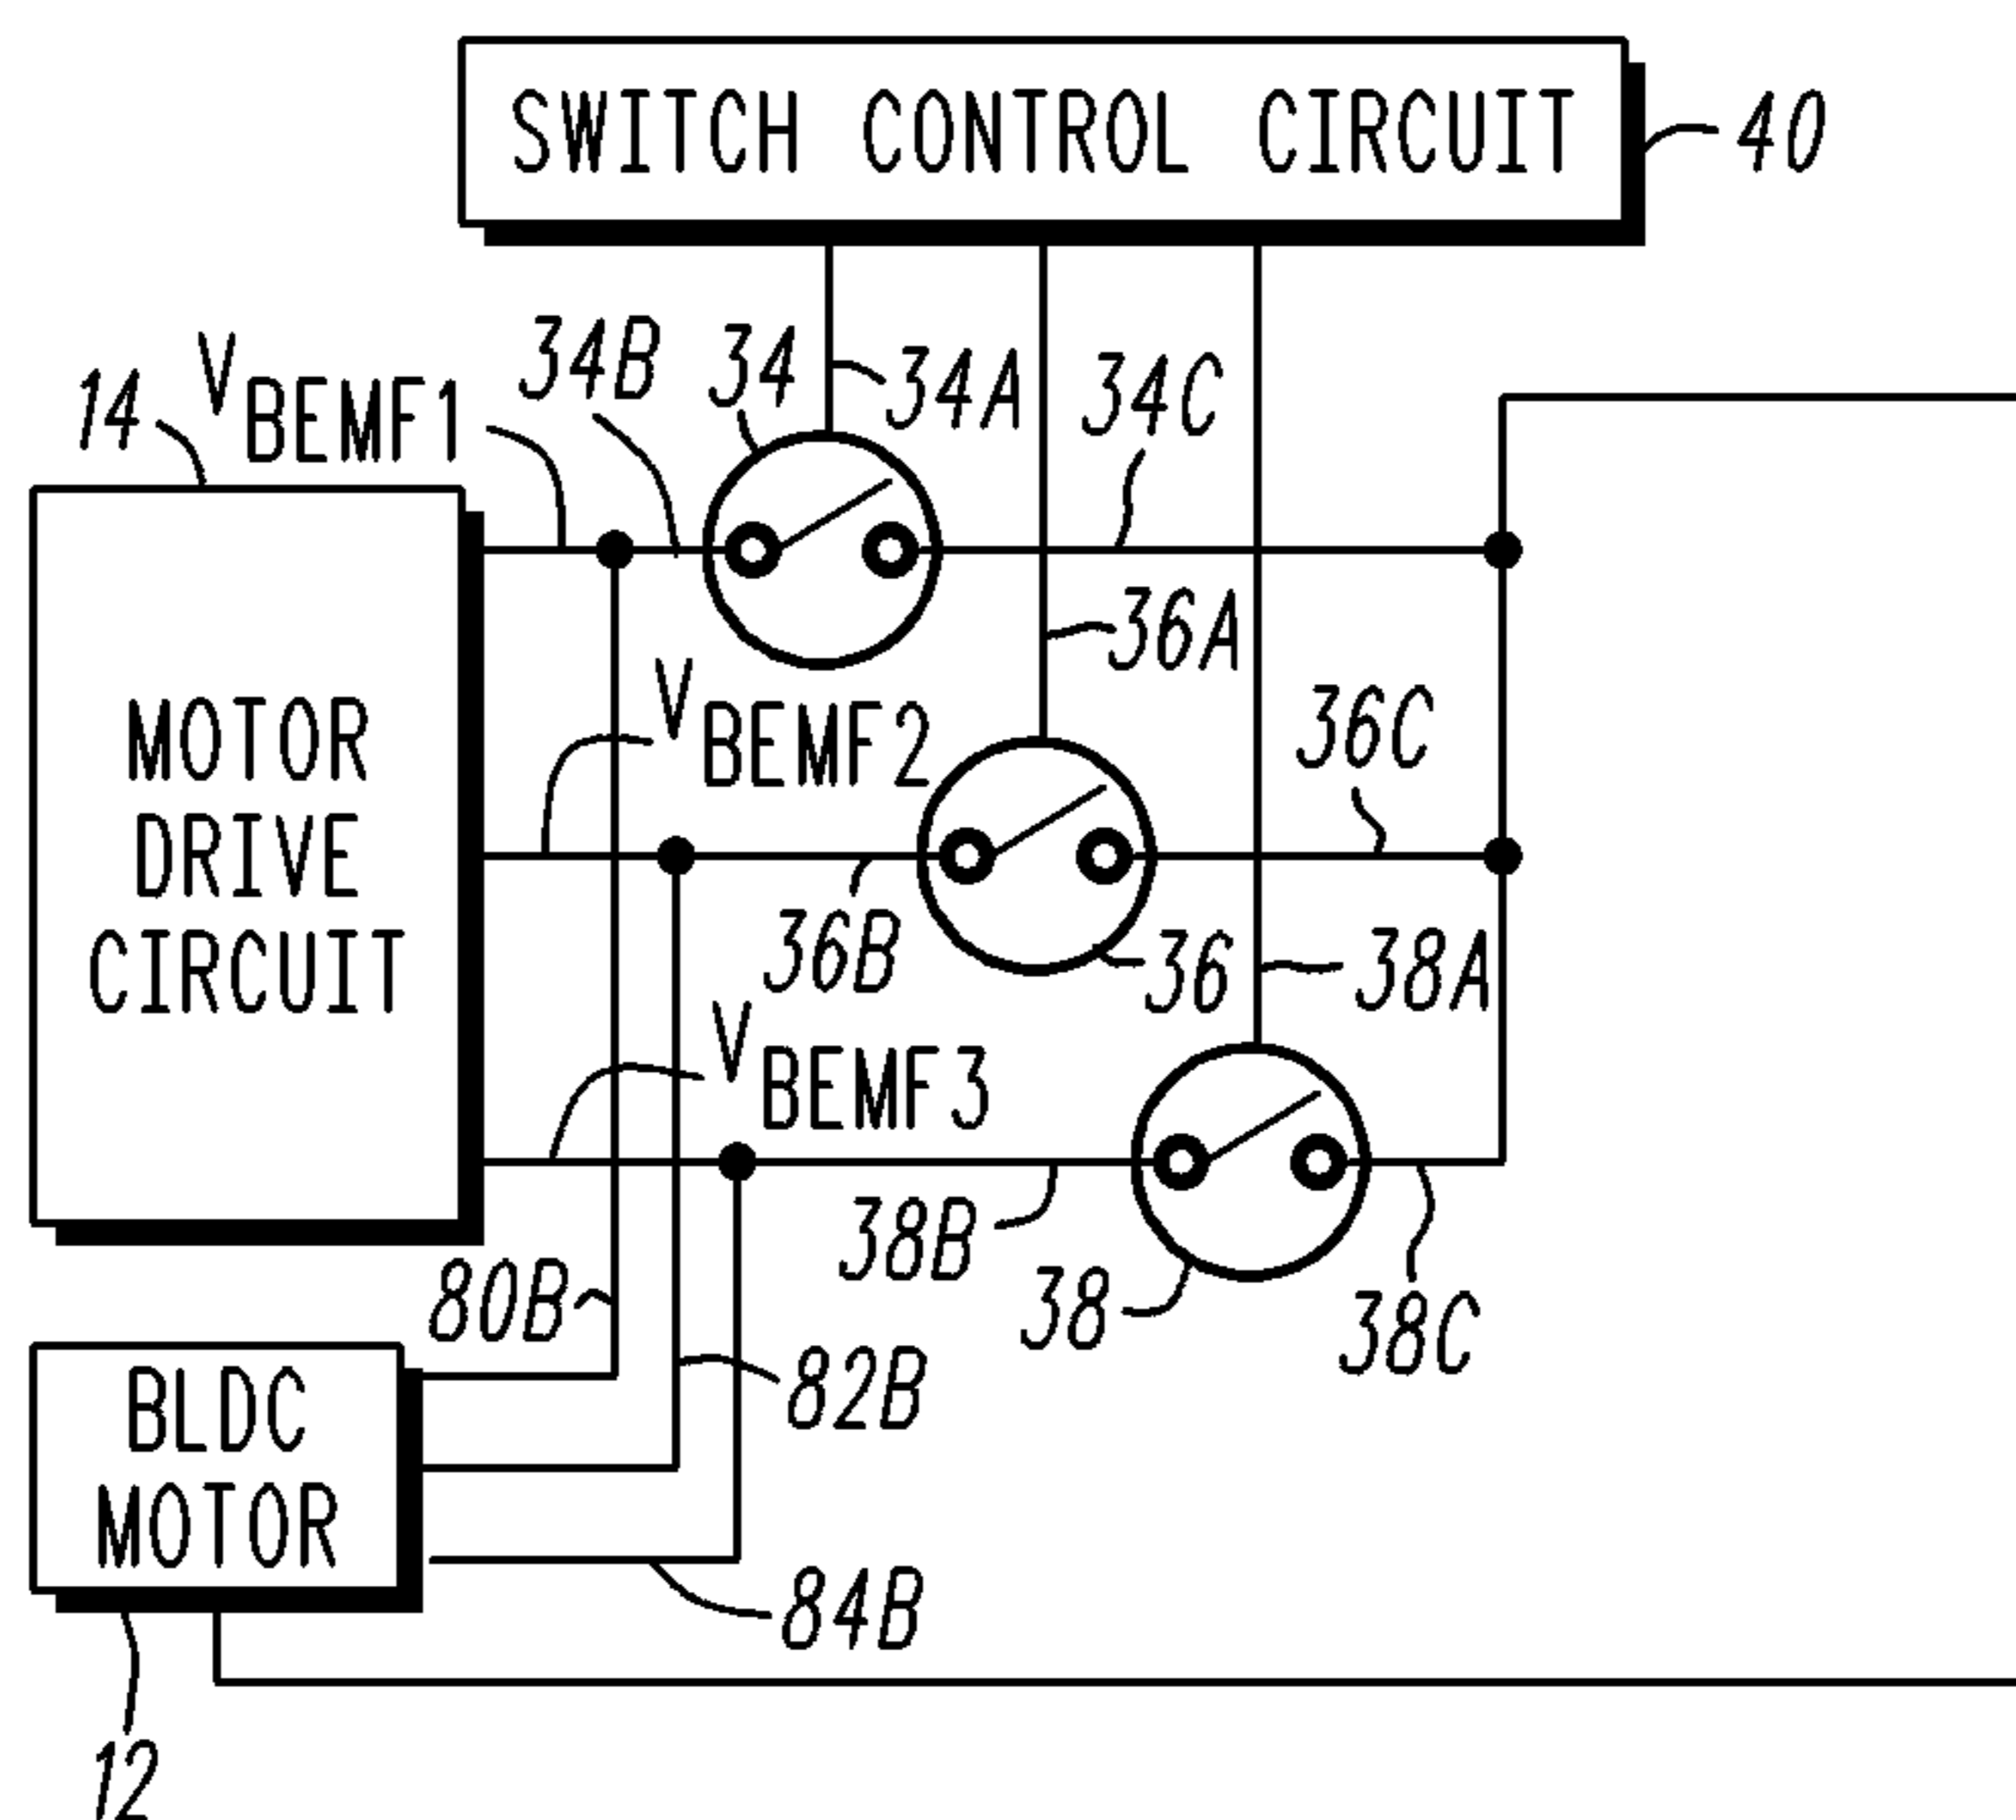 SWITCH CONTROL CIRCUIT
40
14
VBEMF1
34B
34
34A
34C
MOTOR
DRIVE
CIRCUIT
36A
VBEMF2
36C
36B
36
38A
VBEMF3
38B
38
38C
80B
82B
BLDC
MOTOR
84B
12